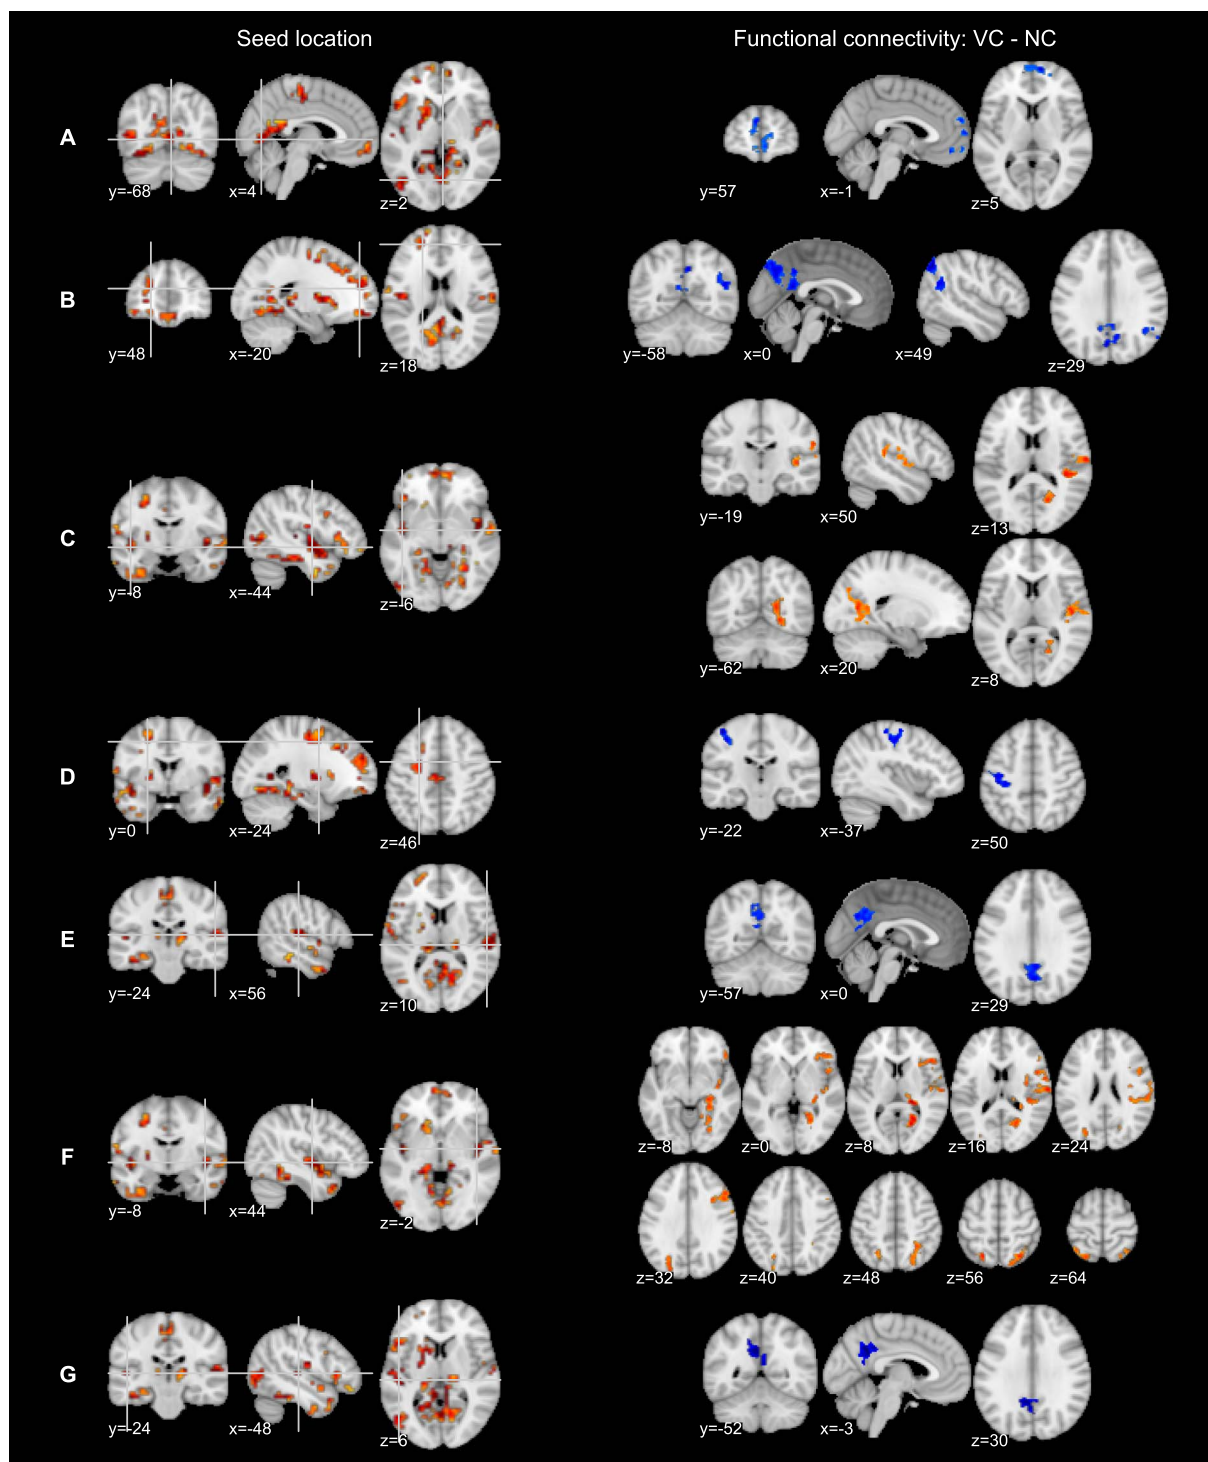 Seed location
Functional connectivity: VC - NC
A
y=-68 x=4 z=2
y=57 x=-1 z=5
B
y=48 x=-20 z=18
y=-58 x=0 x=49 z=29
C
y=-8 x=-44 z=-6
y=-19 x=50 z=13
y=-62 x=20 z=8
D
y=0 x=-24 z=46
y=-22 x=-37 z=50
E
y=-24 x=56 z=10
y=-57 x=0 z=29
F
y=-8 x=44 z=-2
z=-8 z=0 z=8 z=16 z=24
z=32 z=40 z=48 z=56 z=64
G
y=-24 x=-48 z=6
y=-52 x=-3 z=30